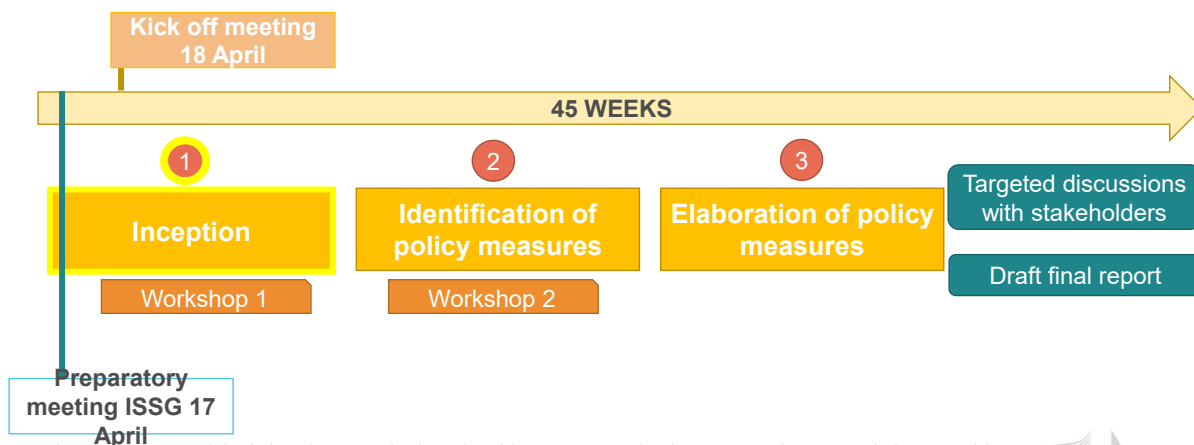 Kick off meeting
18 April
45 WEEKS
1
2
3
Inception
Identification of
policy measures
Elaboration of policy
measures
Targeted discussions
with stakeholders
Draft final report
Workshop 1
Workshop 2
Preparatory
meeting ISSG 17
April